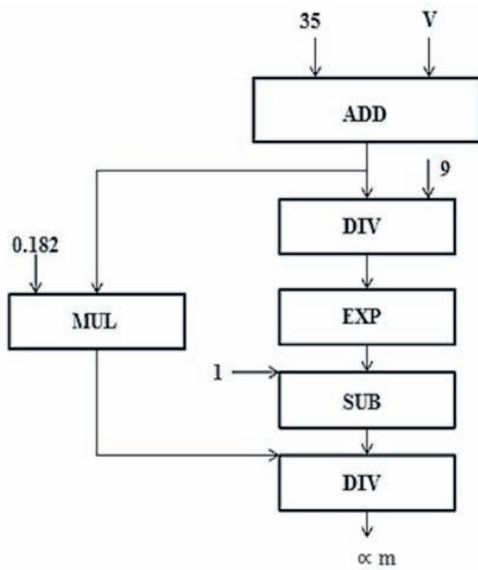 35 V
ADD
9
DIV
0.182
MUL
EXP
1
SUB
DIV
∝ m